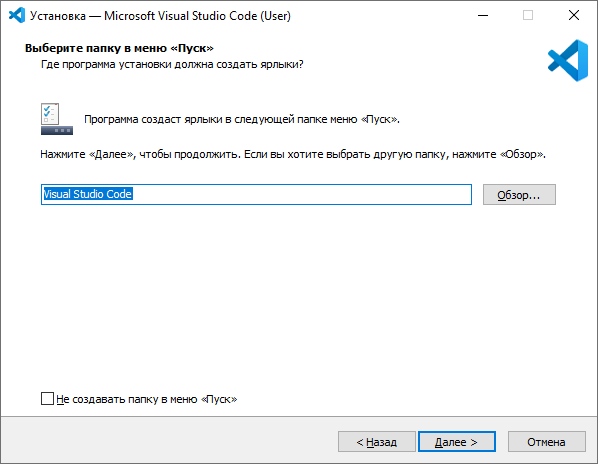 Установка — Microsoft Visual Studio Code (User)
Выберите папку в меню «Пуск»
Где программа установки должна создать ярлыки?
Программа создаст ярлыки в следующей папке меню «Пуск».
Нажмите «Далее», чтобы продолжить. Если вы хотите выбрать другую папку, нажмите «Обзор».
Visual Studio Code
Обзор...
Не создавать папку в меню «Пуск»
< Назад
Далее >
Отмена